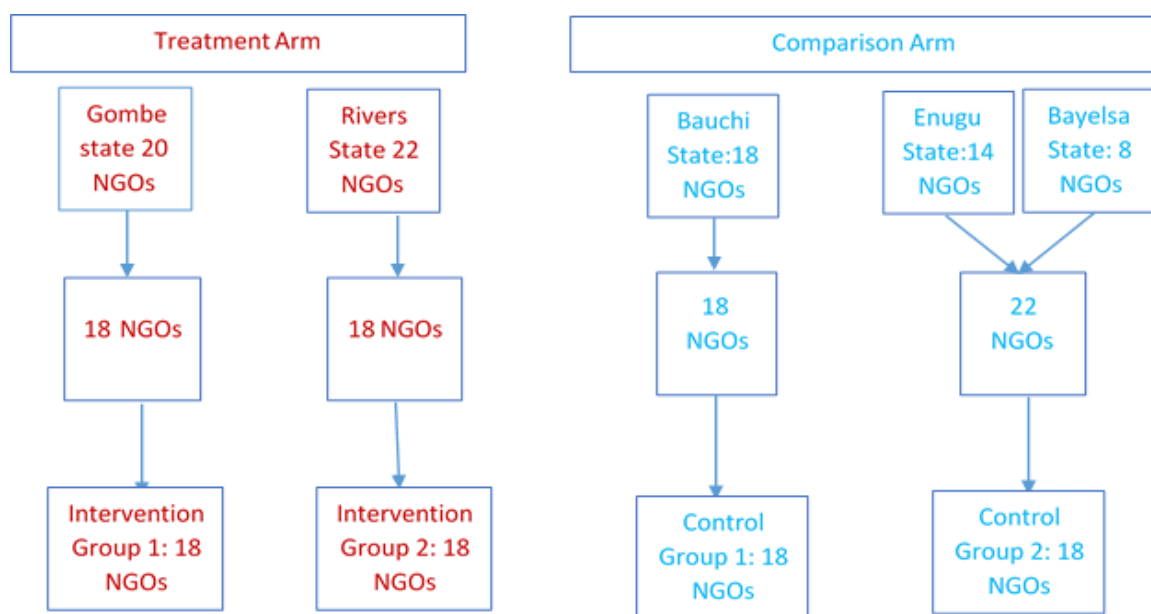 Treatment Arm
Comparison Arm
Gombe
state 20
NGOs
Rivers
State 22
NGOs
Bauchi
State:18
NGOs
Enugu
State:14
NGOs
Bayelsa
State: 8
NGOs
18 NGOs
18 NGOs
18
NGOs
22
NGOs
Intervention
Group 1: 18
NGOs
Intervention
Group 2: 18
NGOs
Control
Group 1: 18
NGOs
Control
Group 2: 18
NGOs